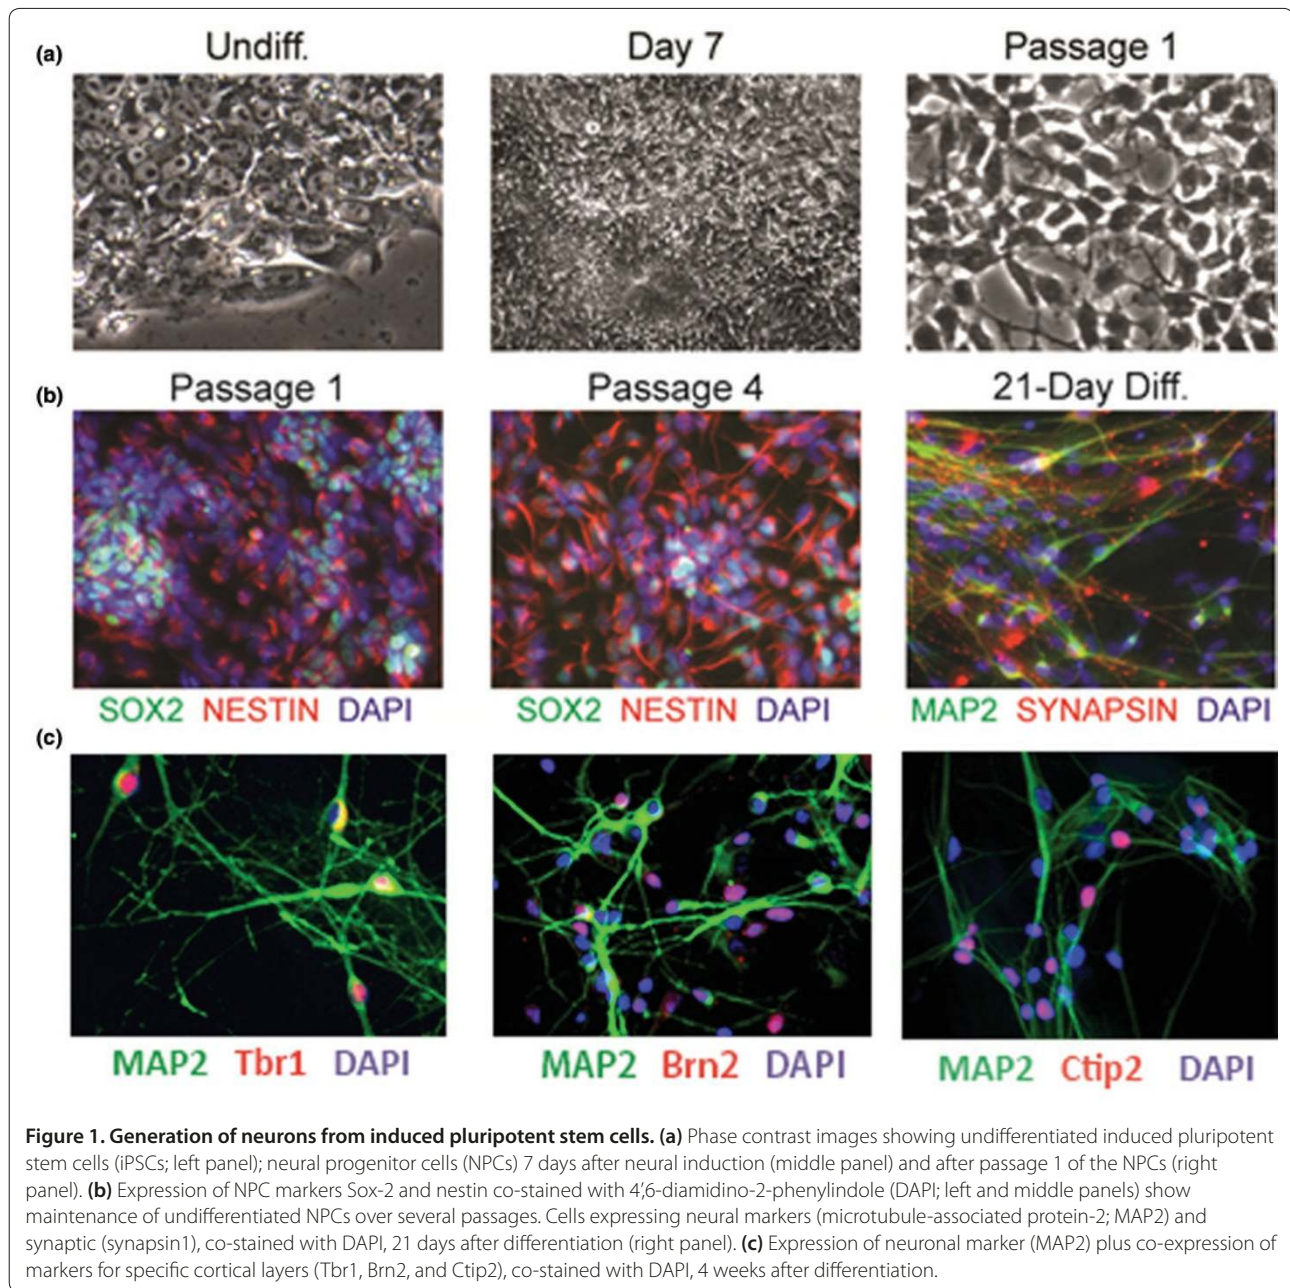 (a) Undiff. Day 7 Passage 1
(b) Passage 1 Passage 4 21-Day Diff.
SOX2 NESTIN DAPI SOX2 NESTIN DAPI MAP2 SYNAPSIN DAPI
(c)
MAP2 Tbr1 DAPI MAP2 Brn2 DAPI MAP2 Ctip2 DAPI
Figure 1. Generation of neurons from induced pluripotent stem cells. (a) Phase contrast images showing undifferentiated induced pluripotent
stem cells (iPSCs; left panel); neural progenitor cells (NPCs) 7 days after neural induction (middle panel) and after passage 1 of the NPCs (right
panel). (b) Expression of NPC markers Sox-2 and nestin co-stained with 4',6-diamidino-2-phenylindole (DAPI; left and middle panels) show
maintenance of undifferentiated NPCs over several passages. Cells expressing neural markers (microtubule-associated protein-2; MAP2) and
synaptic (synapsin1), co-stained with DAPI, 21 days after differentiation (right panel). (c) Expression of neuronal marker (MAP2) plus co-expression of
markers for specific cortical layers (Tbr1, Brn2, and Ctip2), co-stained with DAPI, 4 weeks after differentiation.